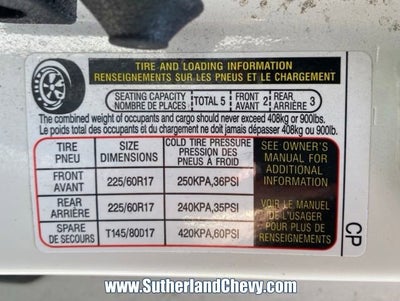 www.SutherlandChevy.com
TIRE AND LOADING INFORMATION
RENSEIGNEMENTS SUR LES PNEUS ET LE CHARGEMENT
SEATING CAPACITY
NOMBRE DE PLACES
TOTAL 5
FRONT
AVANT
2
REAR
ARRIÈRE
3
The combined weight of occupants and cargo should never exceed 408kg or 900lbs.
Le poids total des occupants et du chargement ne doit jamais dépasser 408kg ou 900lb.
TIRE
PNEU
SIZE
DIMENSIONS
COLD TIRE PRESSURE
PRESSION DES
PNEUS À FROID
SEE OWNER'S
MANUAL FOR
ADDITIONAL
INFORMATION
FRONT
AVANT
225/60R17
250KPA,36PSI
REAR
ARRIÈRE
225/60R17
240KPA,35PSI
VOIR LE MANUEL
DE L'USAGER
POUR PLUS DE
RENSEIGNEMENTS
SPARE
DE SECOURS
T145/80D17
420KPA,60PSI
CP
www.SutherlandChevy.com